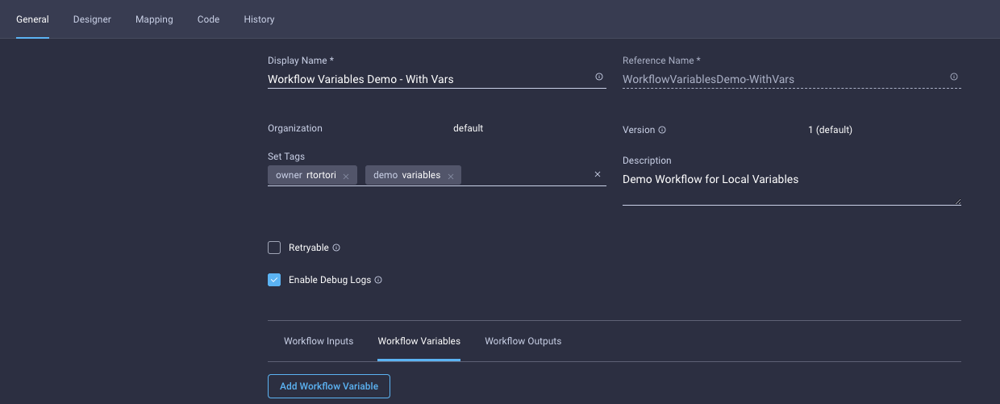 General Designer Mapping Code History
Display Name *
Workflow Variables Demo - With Vars
Reference Name *
WorkflowVariablesDemo-WithVars
Organization default
Version 1 (default)
Set Tags
owner rtortori × demo variables × ×
Description
Demo Workflow for Local Variables
Retryable
Enable Debug Logs
Workflow Inputs Workflow Variables Workflow Outputs
Add Workflow Variable